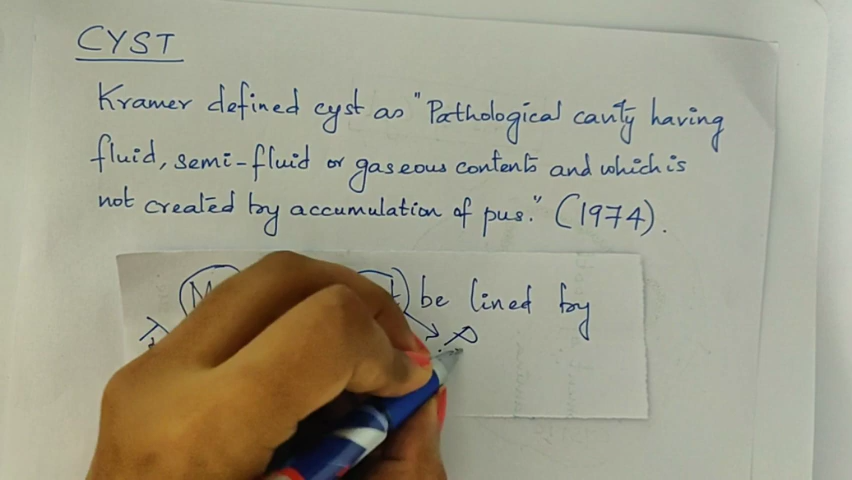 CYST
Kramer defined cyst as "Pathological cavity having
fluid, semi-fluid or gaseous contents and which is
not created by accumulation of pus." (1974).
be lined by